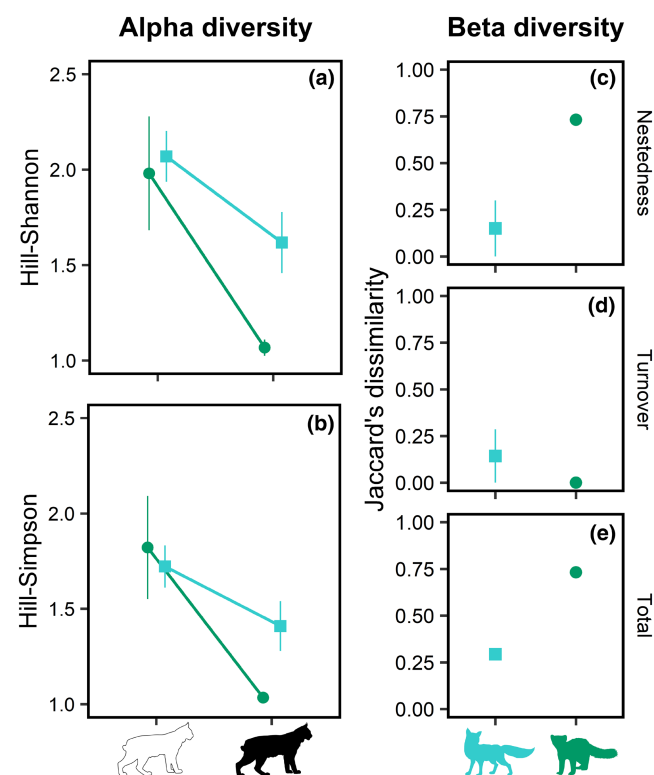 Alpha diversity
Beta diversity
(a)
2.5
2.0
1.5
1.0
Hill-Shannon
(b)
2.5
2.0
1.5
1.0
Hill-Simpson
Jaccard's dissimilarity
(c)
1.00
0.75
0.50
0.25
0.00
Nestedness
(d)
1.00
0.75
0.50
0.25
0.00
Turnover
(e)
1.00
0.75
0.50
0.25
0.00
Total